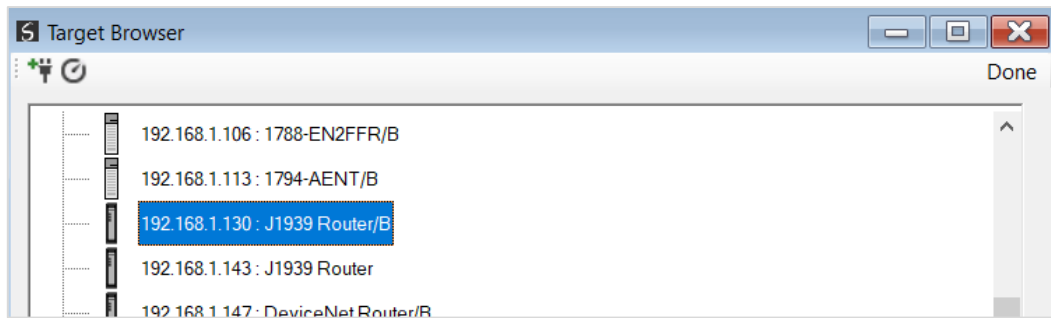 Target Browser
Done
192.168.1.106 : 1788-EN2FFR/B
192.168.1.113 : 1794-AENT/B
192.168.1.130 : J1939 Router/B
192.168.1.143 : J1939 Router
192.168.1.147 : DeviceNet Router/B